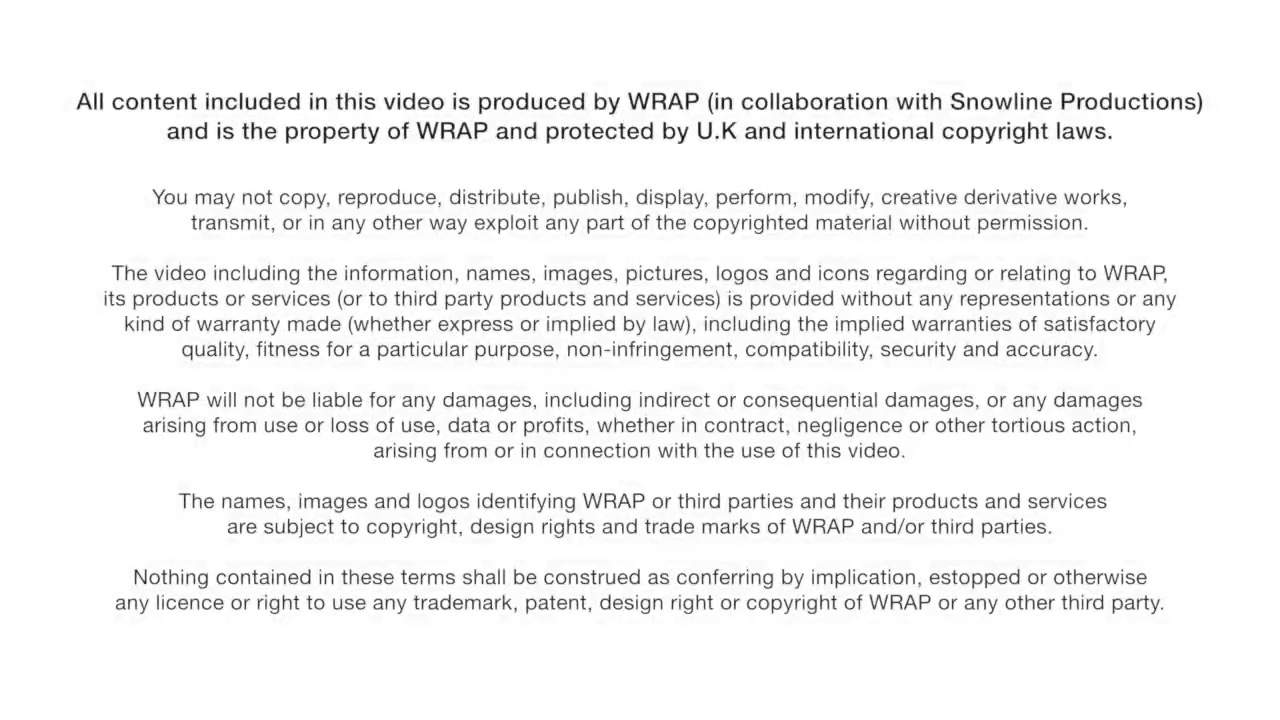 All content included in this video is produced by WRAP (in collaboration with Snowline Productions)
and is the property of WRAP and protected by U.K and international copyright laws.
You may not copy, reproduce, distribute, publish, display, perform, modify, creative derivative works,
transmit, or in any other way exploit any part of the copyrighted material without permission.
The video including the information, names, images, pictures, logos and icons regarding or relating to WRAP,
its products or services (or to third party products and services) is provided without any representations or any
kind of warranty made (whether express or implied by law), including the implied warranties of satisfactory
quality, fitness for a particular purpose, non-infringement, compatibility, security and accuracy.
WRAP will not be liable for any damages, including indirect or consequential damages, or any damages
arising from use or loss of use, data or profits, whether in contract, negligence or other tortious action,
arising from or in connection with the use of this video.
The names, images and logos identifying WRAP or third parties and their products and services
are subject to copyright, design rights and trade marks of WRAP and/or third parties.
Nothing contained in these terms shall be construed as conferring by implication, estopped or otherwise
any licence or right to use any trademark, patent, design right or copyright of WRAP or any other third party.